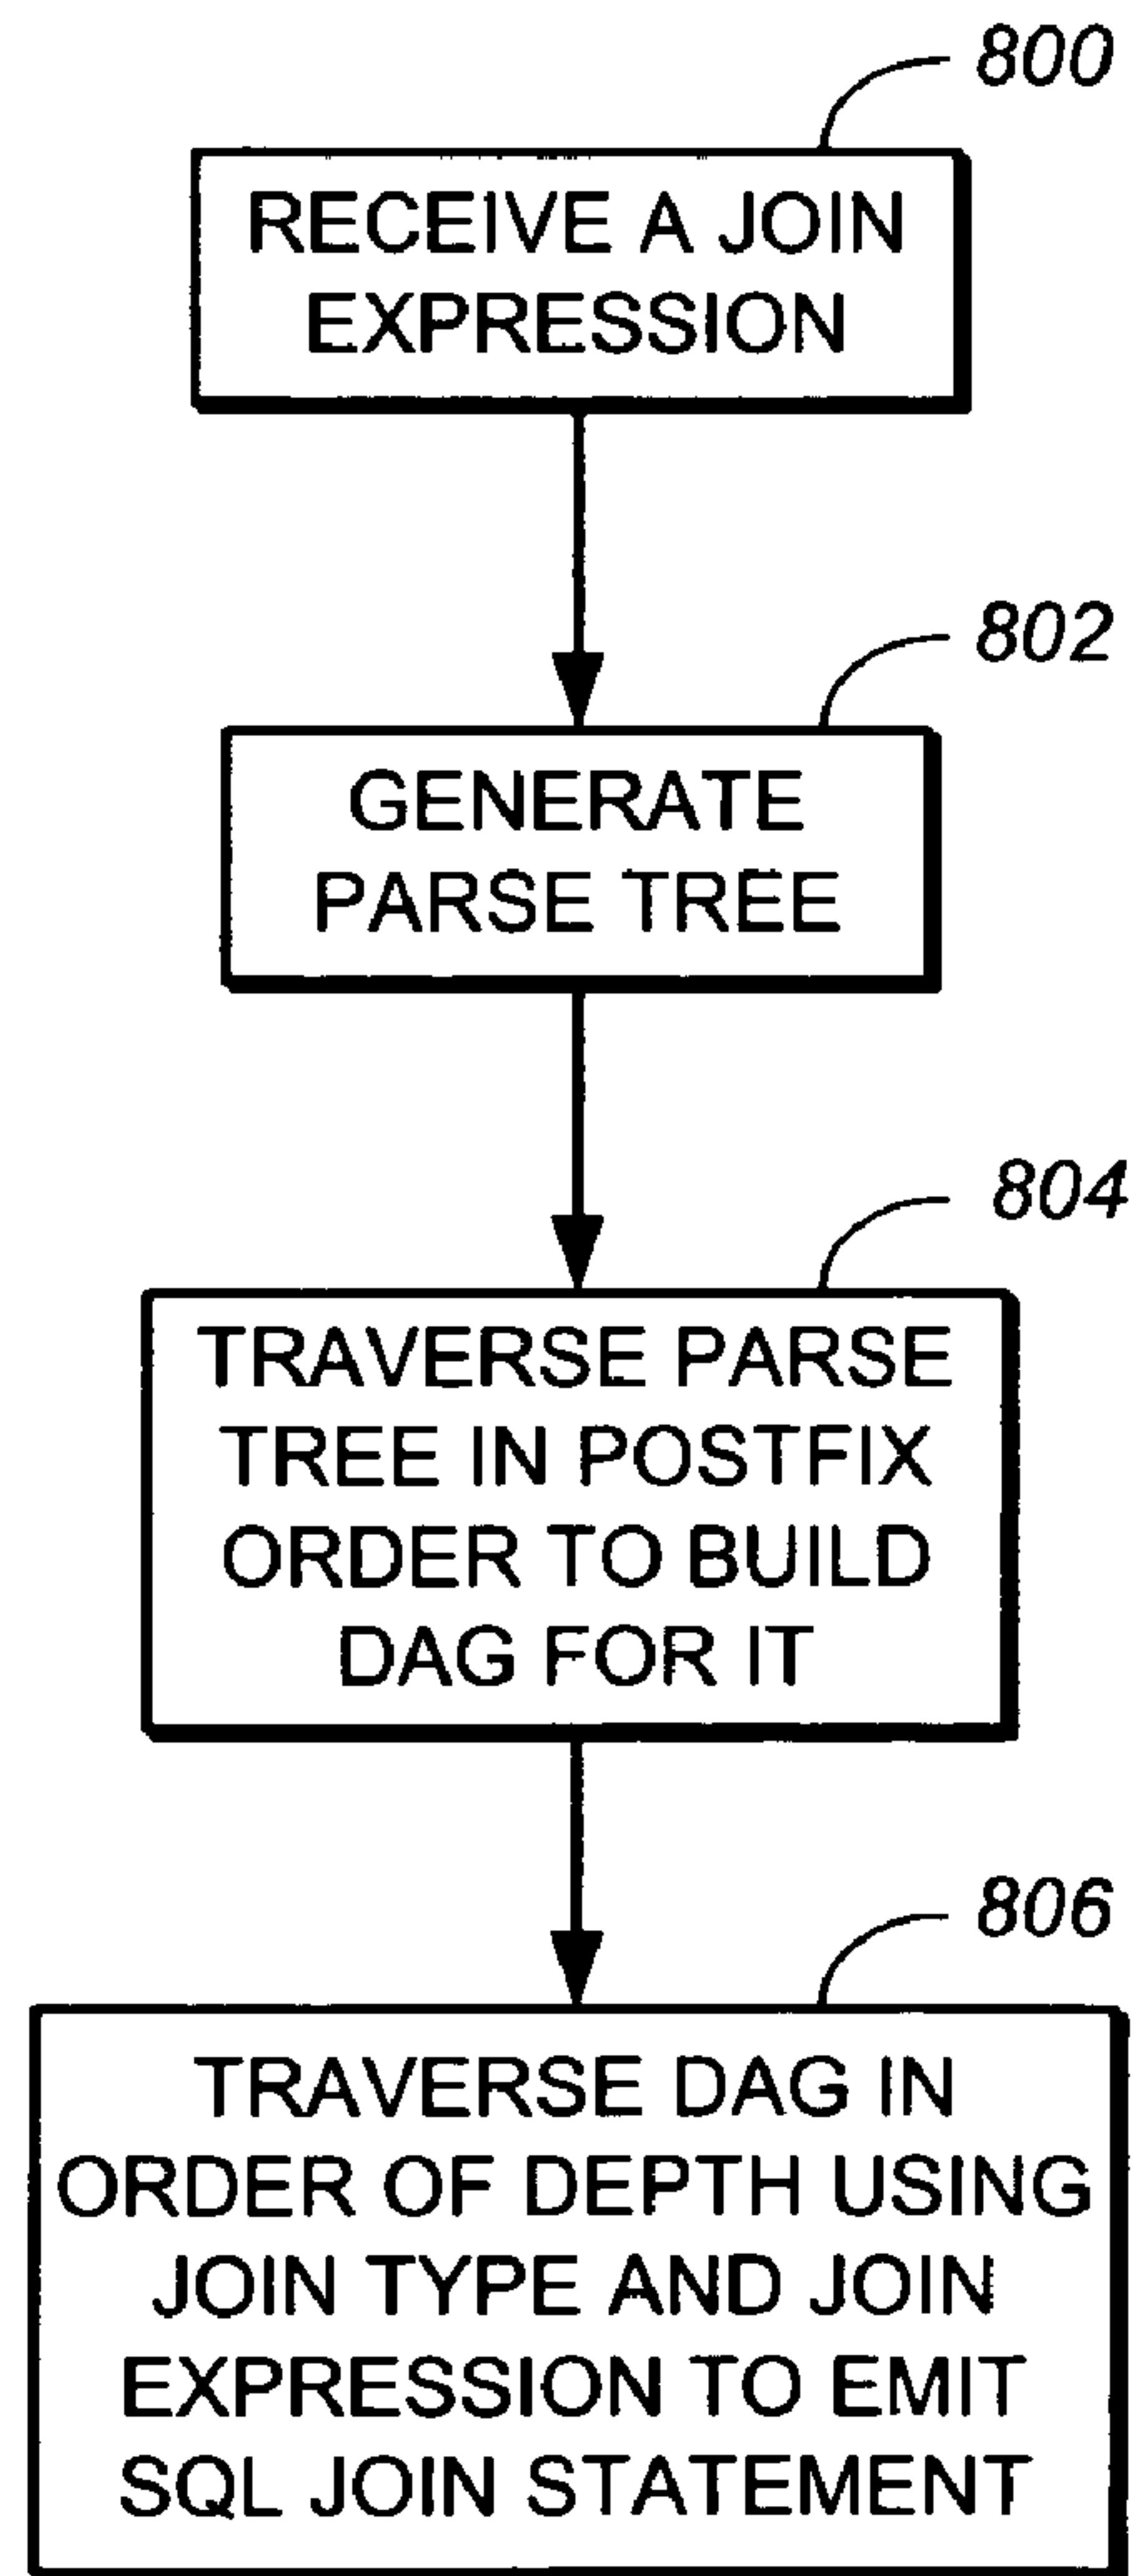 800
RECEIVE A JOIN
EXPRESSION
802
GENERATE
PARSE TREE
804
TRAVERSE PARSE
TREE IN POSTFIX
ORDER TO BUILD
DAG FOR IT
806
TRAVERSE DAG IN
ORDER OF DEPTH USING
JOIN TYPE AND JOIN
EXPRESSION TO EMIT
SQL JOIN STATEMENT